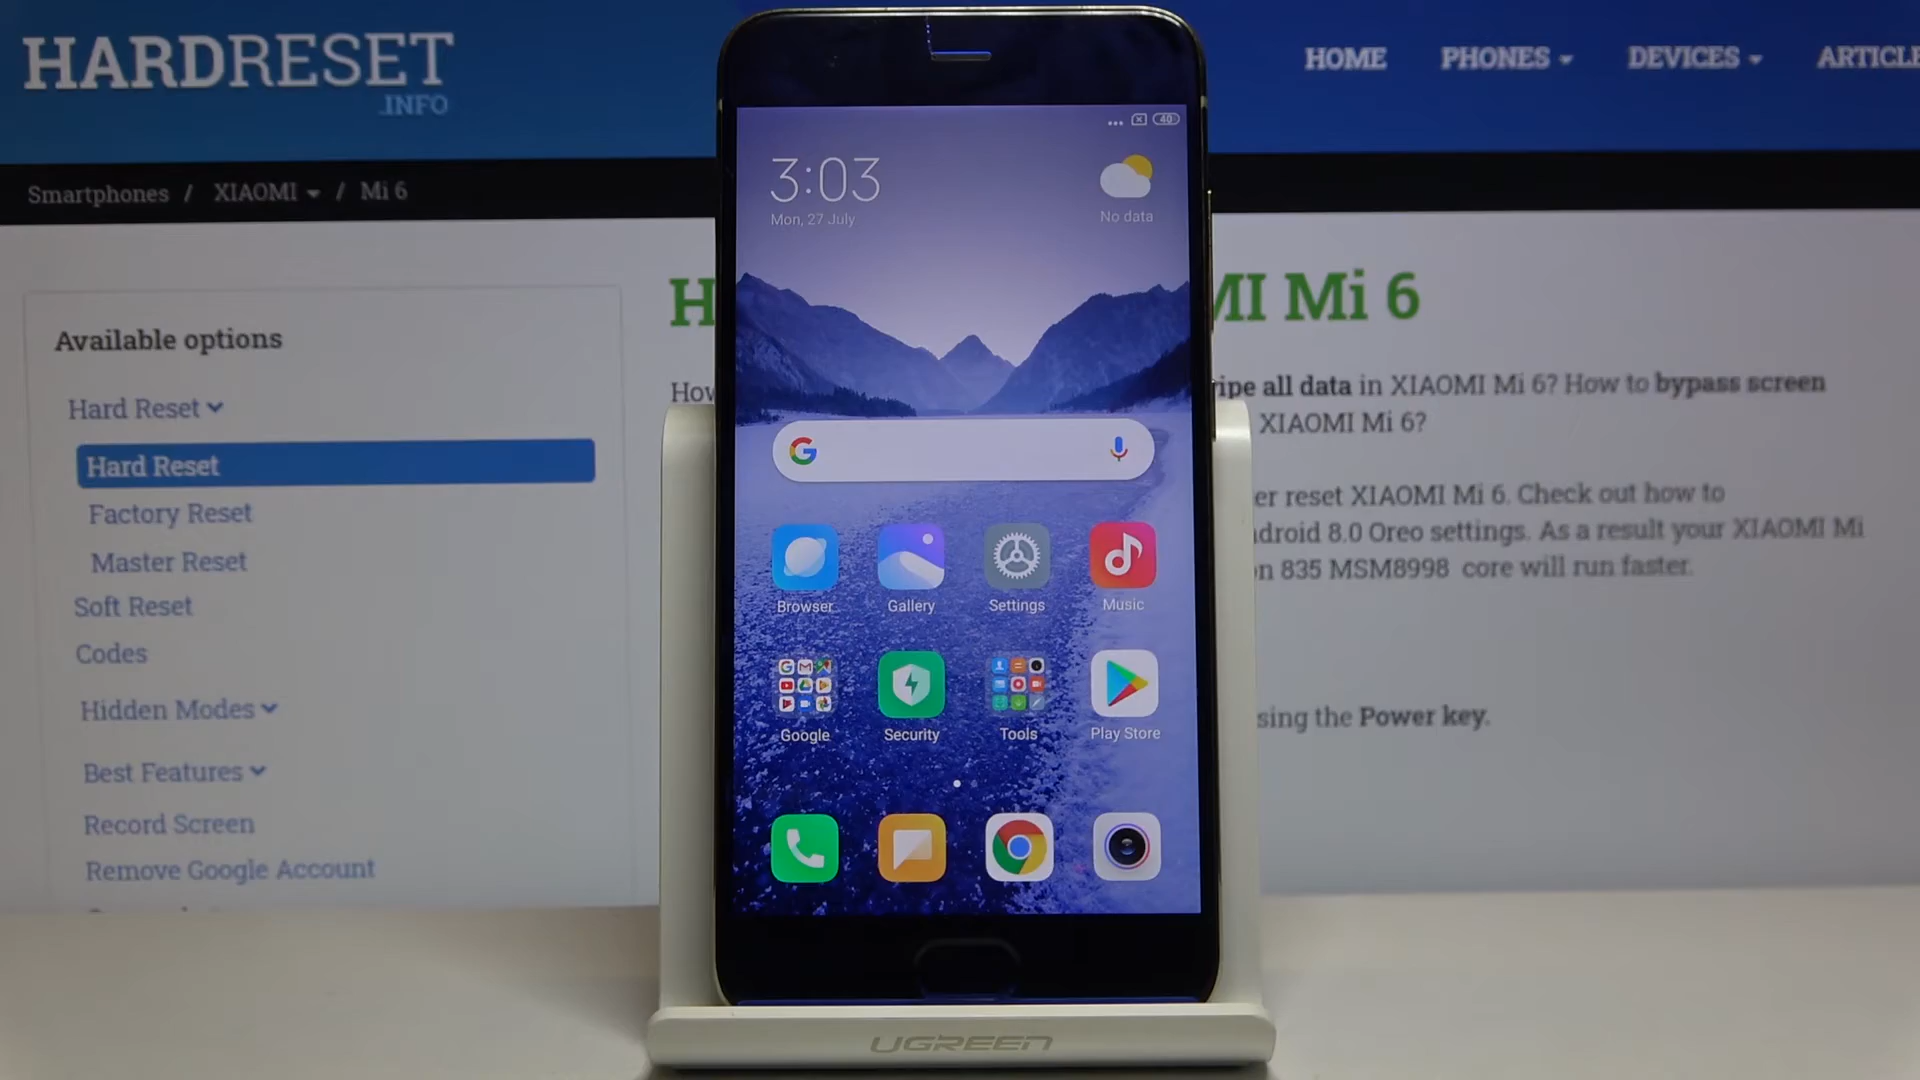 HARDRESET
.INFO
HOME PHONES DEVICES ARTICLE
Smartphones / XIAOMI / Mi 6
Available options
Hard Reset
Hard Reset
Factory Reset
Master Reset
Soft Reset
Codes
Hidden Modes
Best Features
Record Screen
Remove Google Account
H MI Mi 6
How ipe all data in XIAOMI Mi 6? How to bypass screen
XIAOMI Mi 6?
er reset XIAOMI Mi 6. Check out how to
ndroid 8.0 Oreo settings. As a result your XIAOMI Mi
n 835 MSM8998 core will run faster.
sing the Power key.
40
3:03
Mon, 27 July
No data
Browser Gallery Settings Music
Google Security Tools Play Store
UGREEN